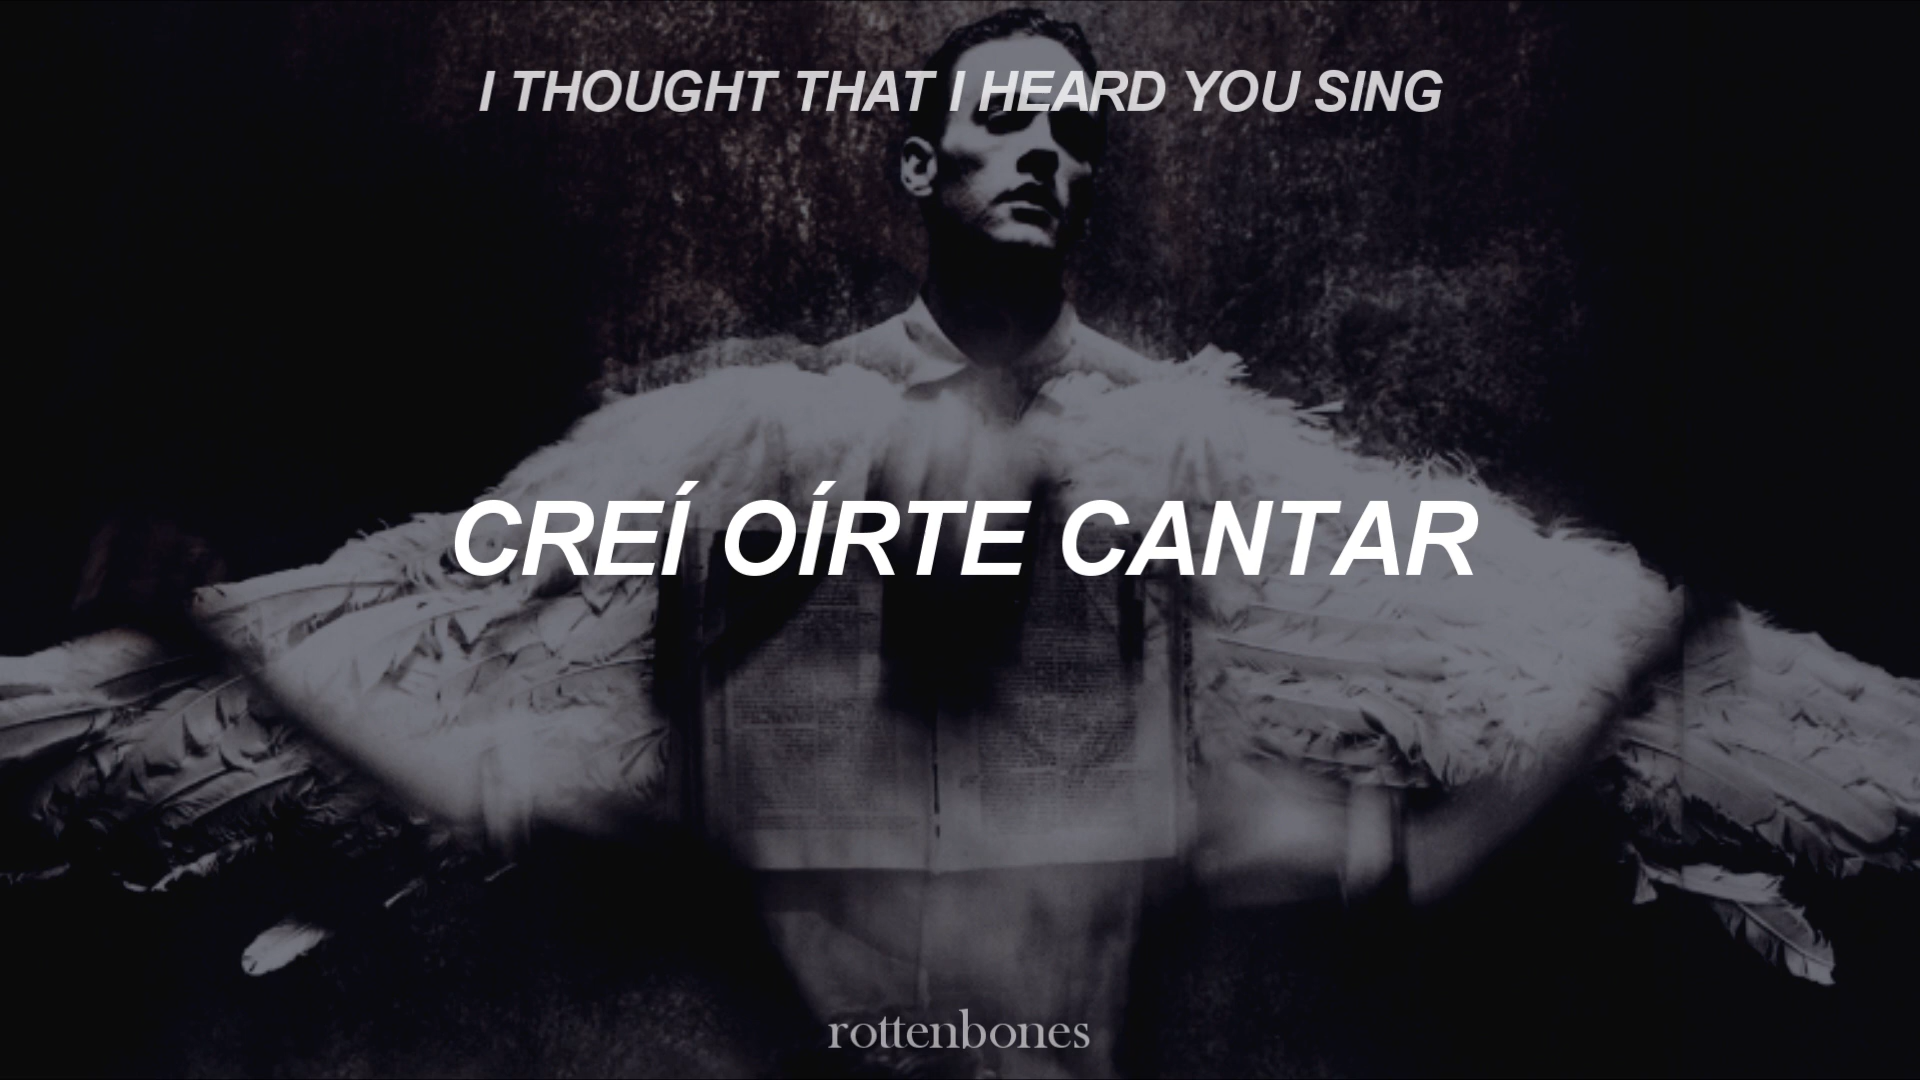 I THOUGHT THAT I HEARD YOU SING
CREÍ OÍRTE CANTAR
rottenbones